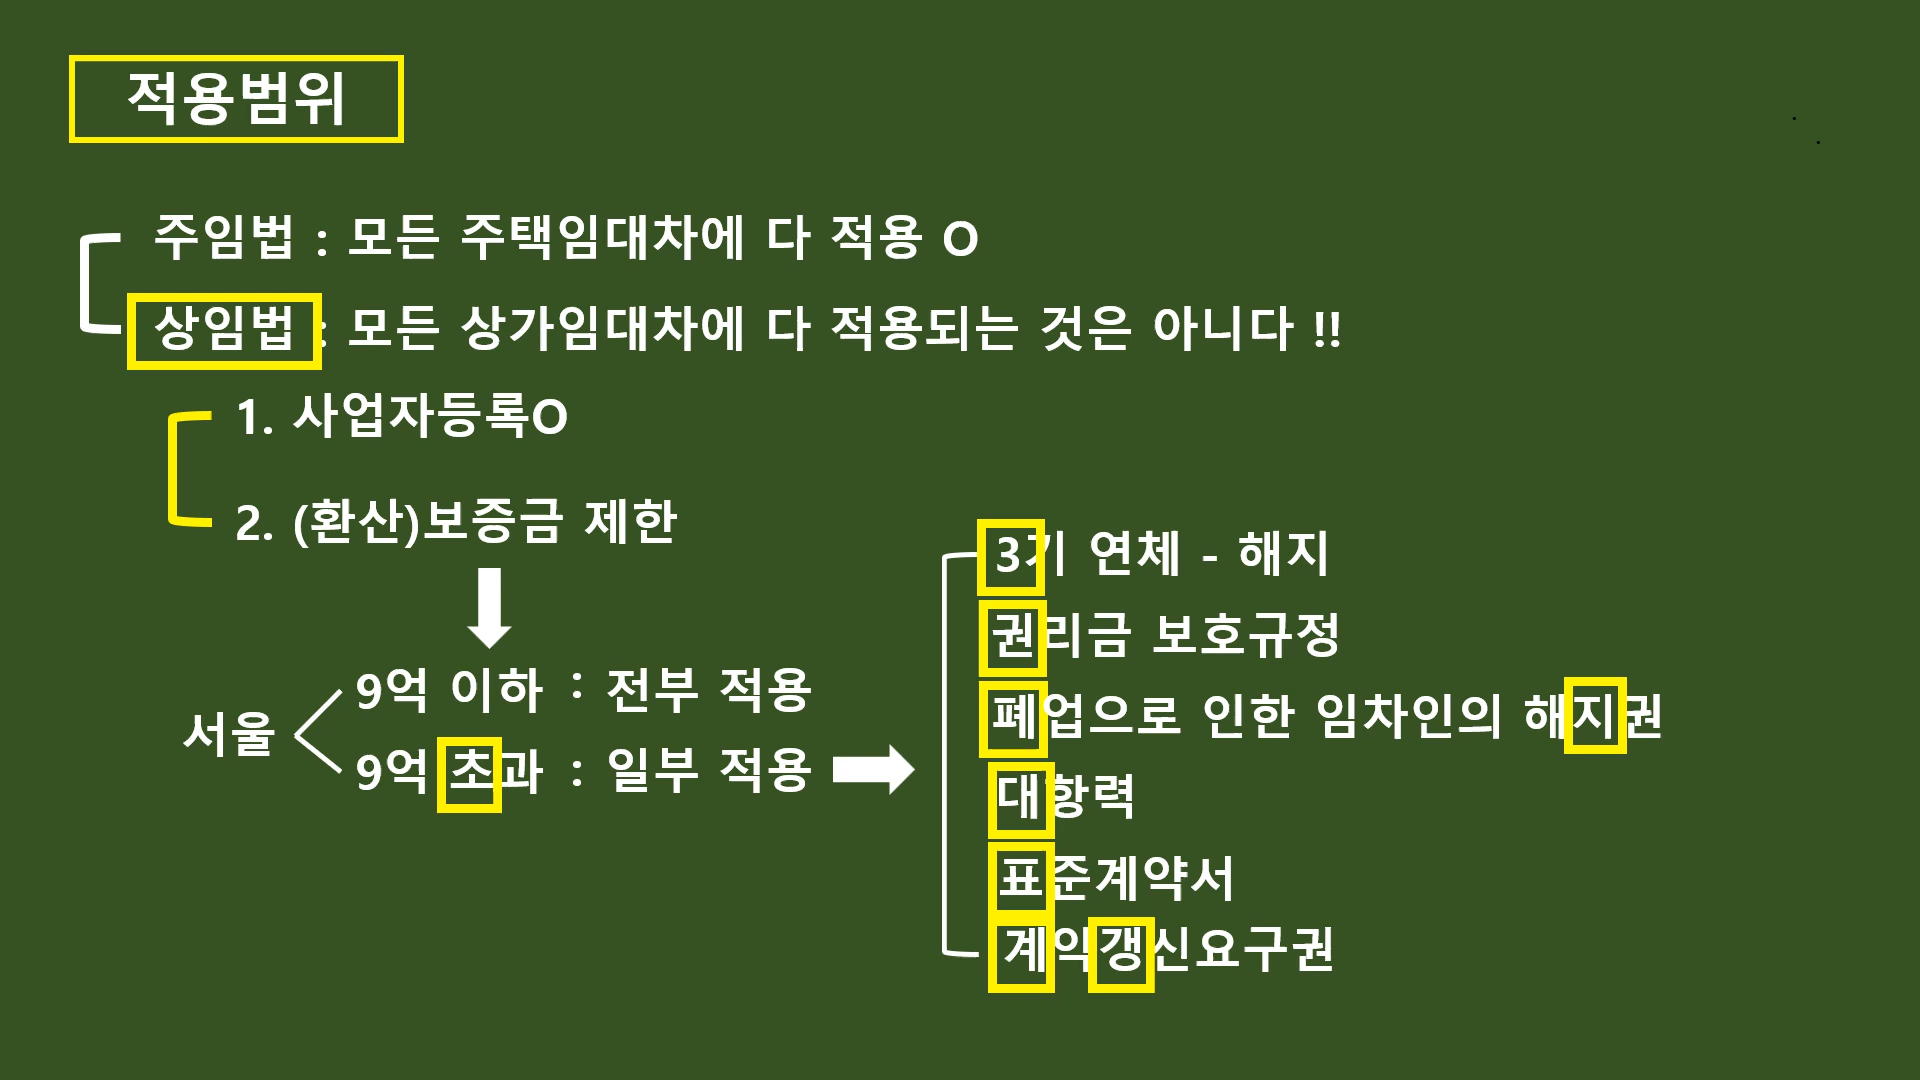 적용범위
주임법 : 모든 주택임대차에 다 적용 O
상임법 : 모든 상가임대차에 다 적용되는 것은 아니다 !!
1. 사업자등록O
2. (환산)보증금 제한
서울
9억 이하 : 전부 적용
9억 초과 : 일부 적용
3기 연체 - 해지
권리금 보호규정
폐업으로 인한 임차인의 해지권
대항력
표준계약서
계익갱신요구권